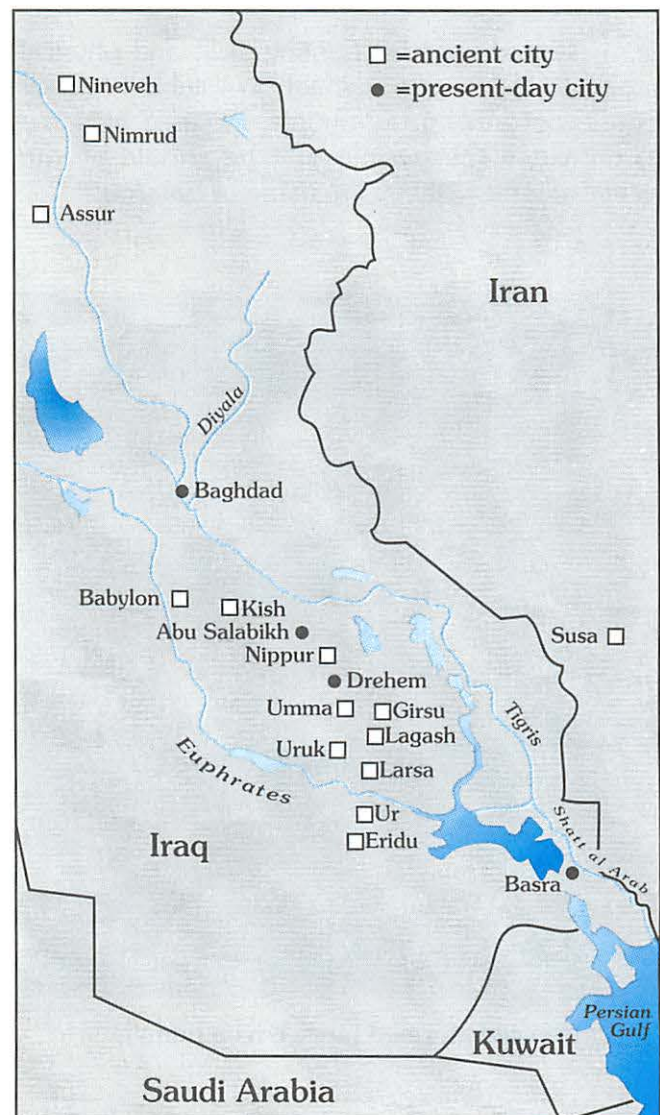 =ancient city
=present-day city
Nineveh
Nimrud
Assur
Iran
Diyala
Baghdad
Babylon
Kish
Abu Salabikh
Susa
Nippur
Drehem
Umma
Girsu
Lagash
Tigris
Uruk
Euphrates
Larsa
Ur
Shatt al Arab
Iraq
Eridu
Basra
Persian
Gulf
Kuwait
Saudi Arabia